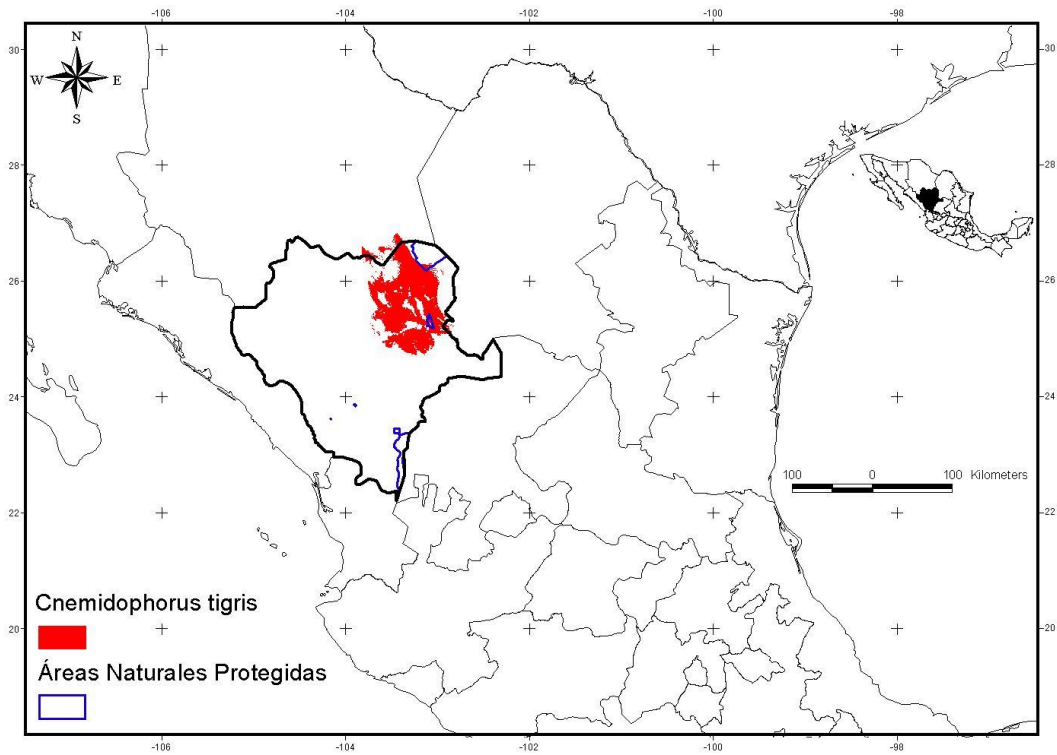 -106 -104 -102 -100 -98
30 30
N
W E
S
28 28
26 26
24 24
100 0 100 Kilometers
22 22
Cnemidophorus tigris
20 20
Áreas Naturales Protegidas
-106 -104 -102 -100 -98